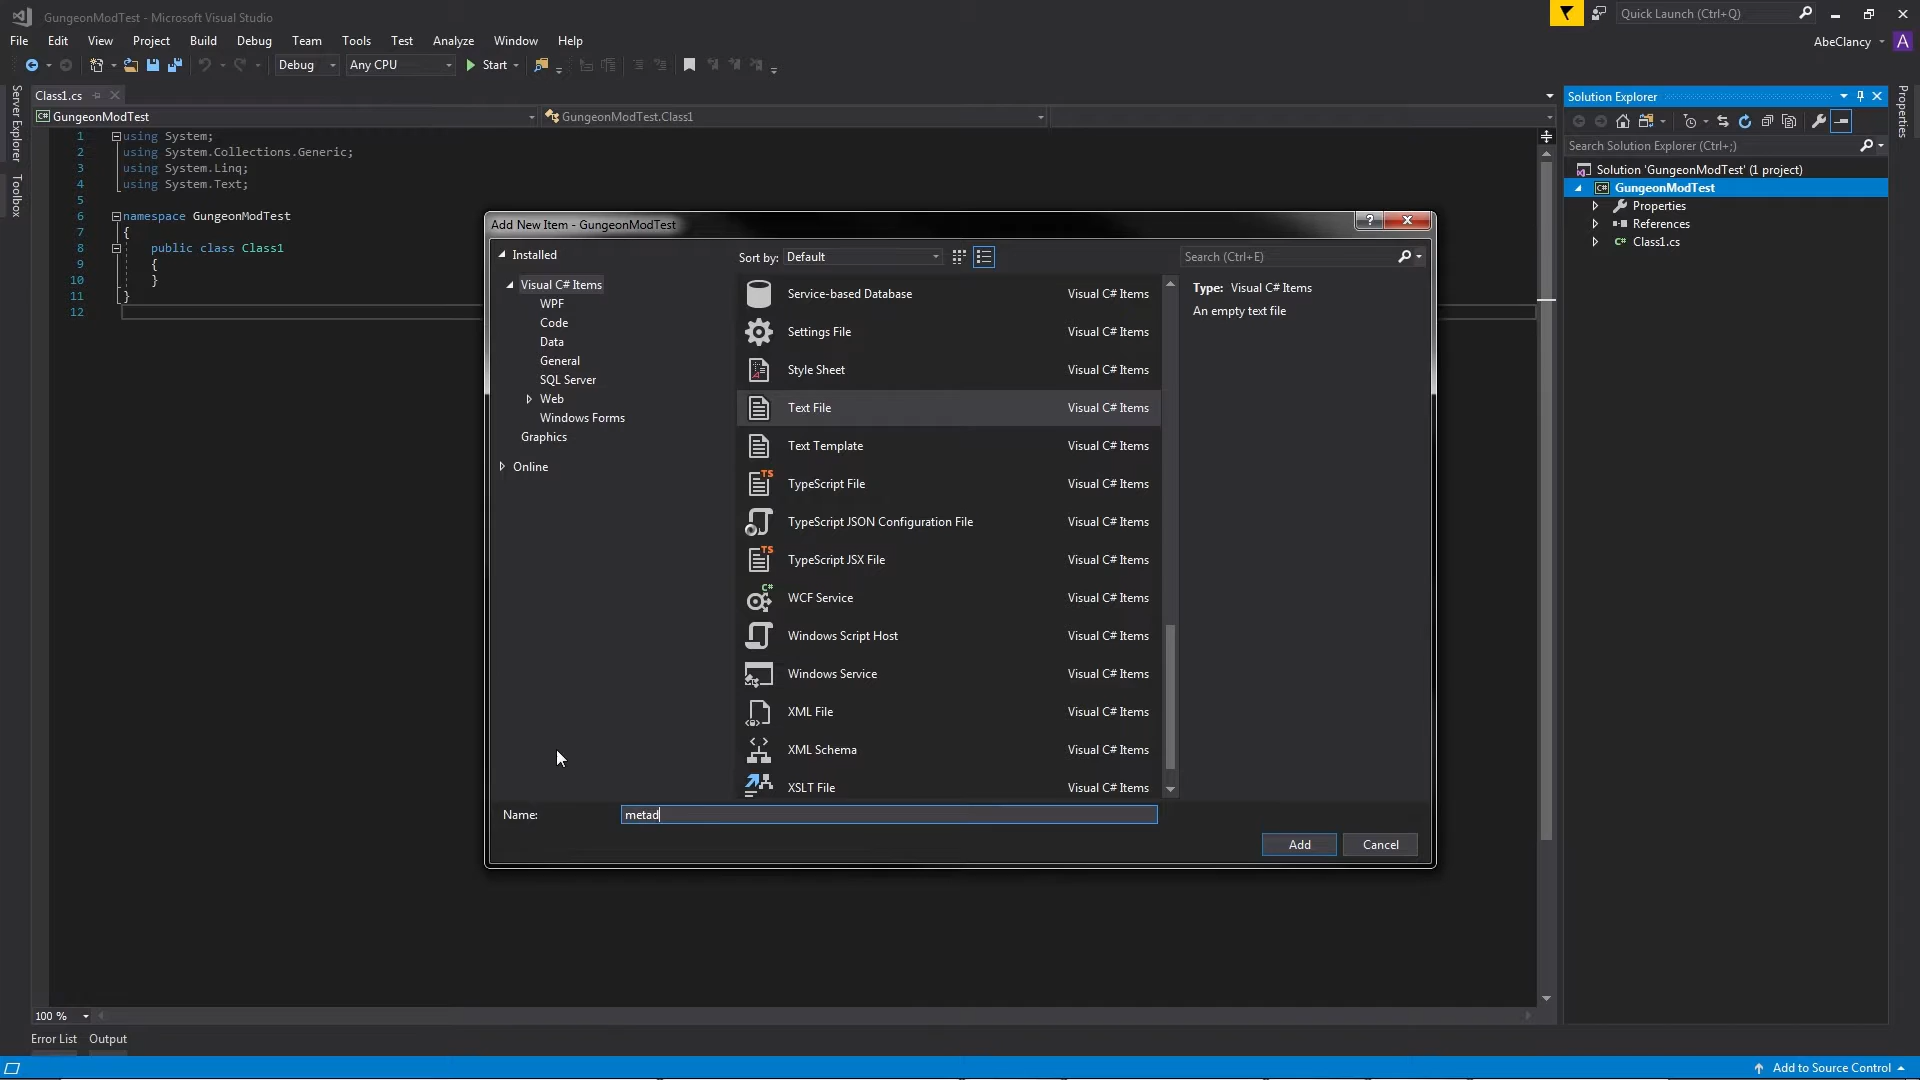 GungeonModTest - Microsoft Visual Studio
Quick Launch (Ctrl+Q)
File Edit View Project Build Debug Team Tools Test Analyze Window Help
AbeClancy A
Debug Any CPU Start
Server Explorer
Toolbox
Class1.cs
C# GungeonModTest
GungeonModTest.Class1
1 using System;
2 using System.Collections.Generic;
3 using System.Linq;
4 using System.Text;
5
6 namespace GungeonModTest
7 {
8 public class Class1
9 {
10 }
11 }
12
100 %
Error List Output
Add New Item - GungeonModTest
?
Installed
Visual C# Items
WPF
Code
Data
General
SQL Server
Web
Windows Forms
Graphics
Online
Sort by: Default
Search (Ctrl+E)
Service-based Database Visual C# Items
Settings File Visual C# Items
Style Sheet Visual C# Items
Text File Visual C# Items
Text Template Visual C# Items
TS TypeScript File Visual C# Items
TypeScript JSON Configuration File Visual C# Items
TS TypeScript JSX File Visual C# Items
C# WCF Service Visual C# Items
Windows Script Host Visual C# Items
Windows Service Visual C# Items
XML File Visual C# Items
XML Schema Visual C# Items
XSLT File Visual C# Items
Type: Visual C# Items
An empty text file
Name: metad
Add Cancel
Solution Explorer
Search Solution Explorer (Ctrl+;)
Solution 'GungeonModTest' (1 project)
C# GungeonModTest
Properties
References
C# Class1.cs
Properties
Add to Source Control